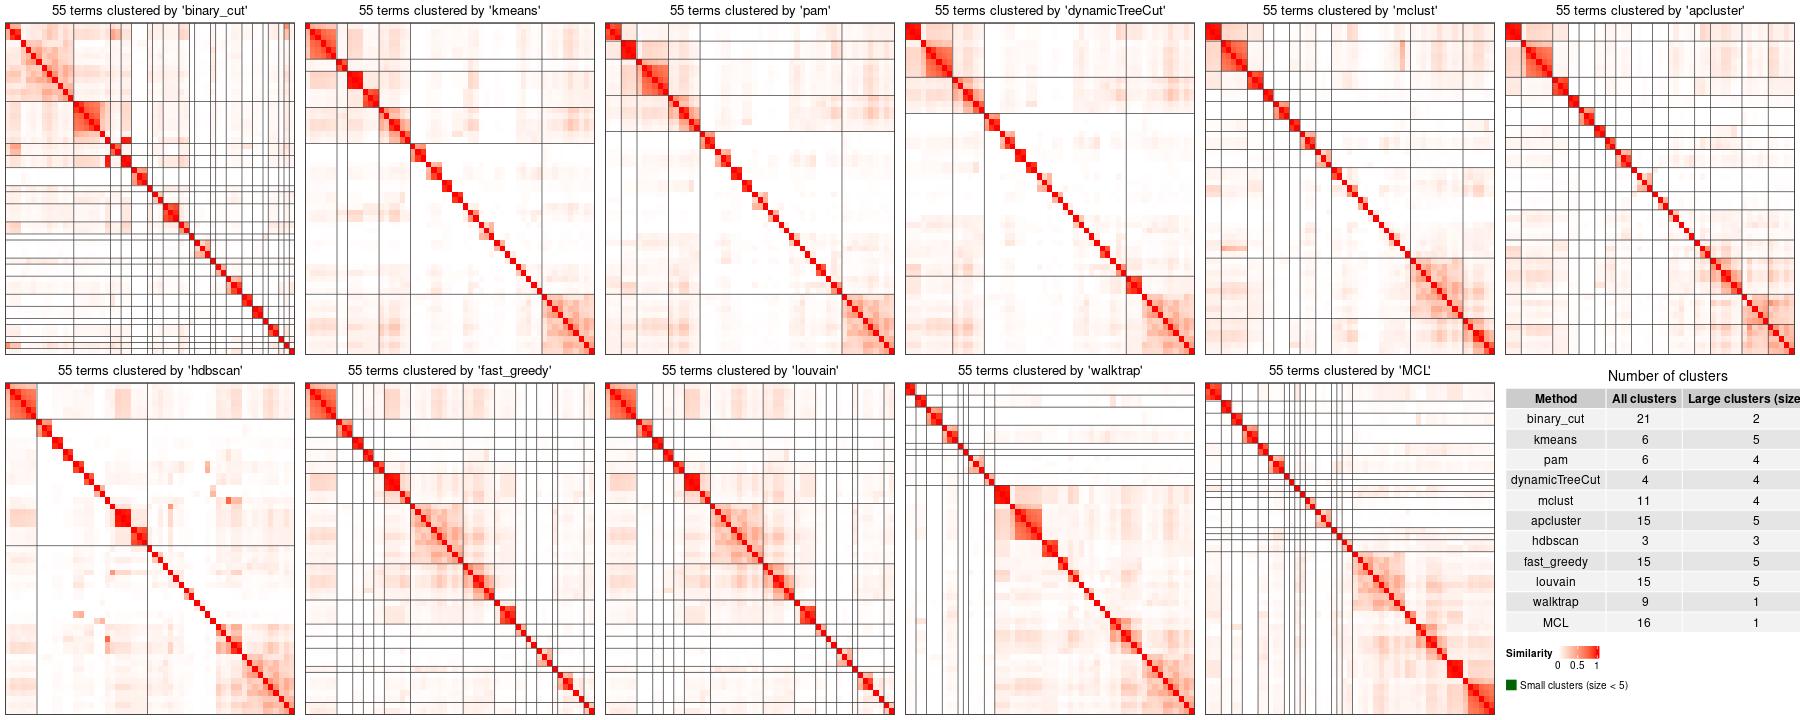 55 terms clustered by 'binary_cut'
55 terms clustered by 'kmeans'
55 terms clustered by 'pam'
55 terms clustered by 'dynamicTreeCut'
55 terms clustered by 'mclust'
55 terms clustered by 'apcluster'
55 terms clustered by 'hdbscan'
55 terms clustered by 'fast_greedy'
55 terms clustered by 'louvain'
55 terms clustered by 'walktrap'
55 terms clustered by 'MCL'
Number of clusters
Method All clusters Large clusters (size
binary_cut 21 2
kmeans 6 5
pam 6 4
dynamicTreeCut 4 4
mclust 11 4
apcluster 15 5
hdbscan 3 3
fast_greedy 15 5
louvain 15 5
walktrap 9 1
MCL 16 1
Similarity
0 0.5 1
Small clusters (size < 5)